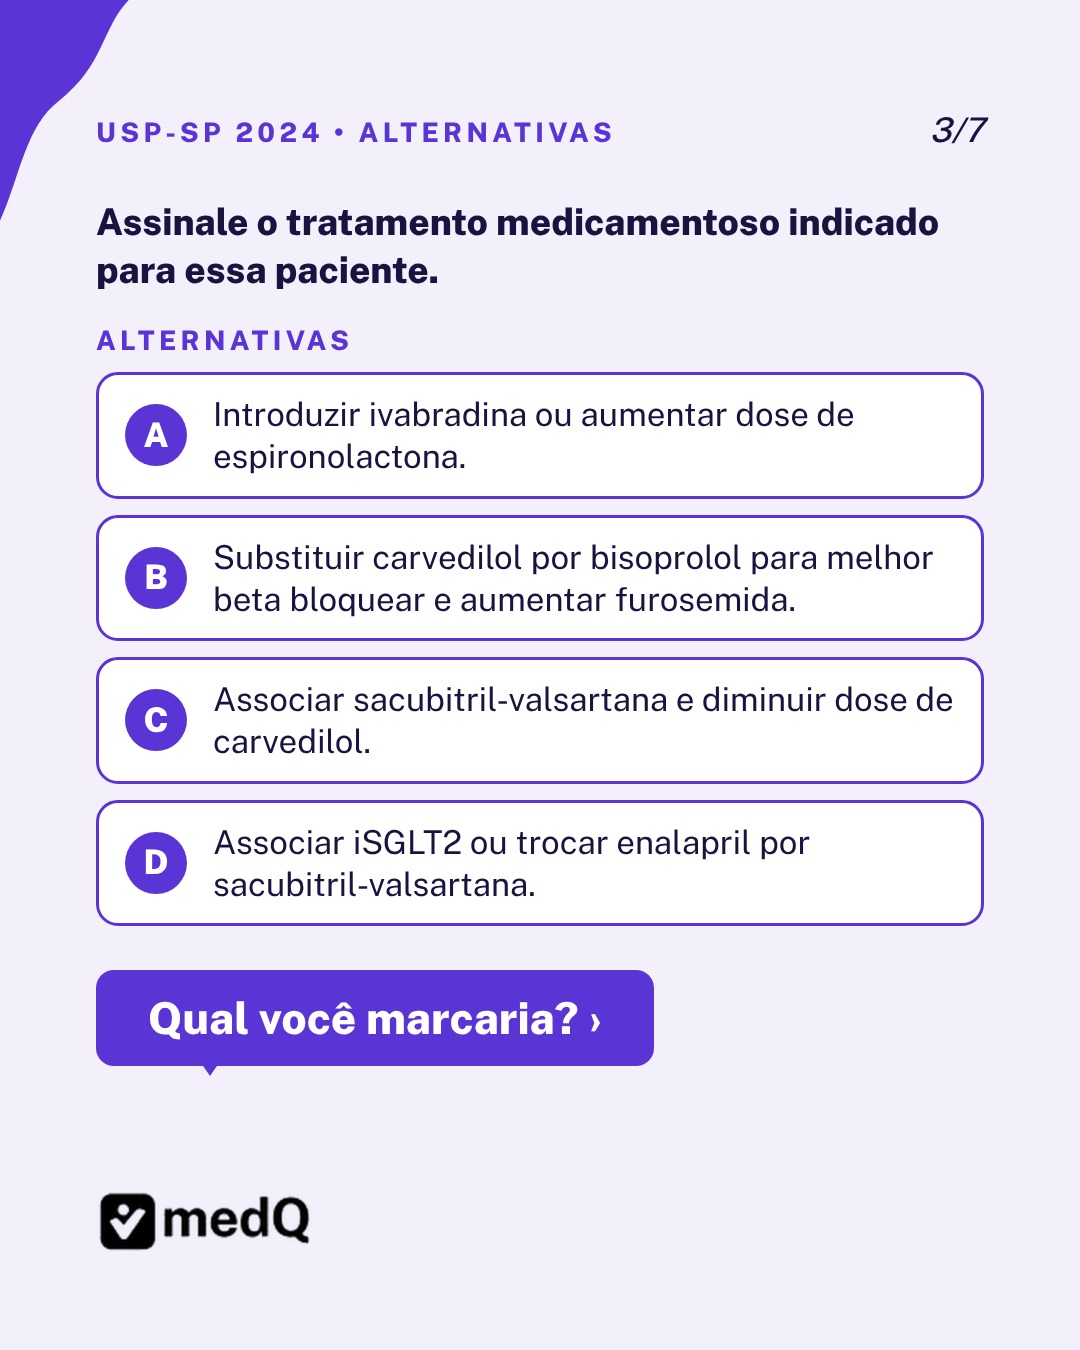 USP-SP 2024 • ALTERNATIVAS
3/7
Assinale o tratamento medicamentoso indicado
para essa paciente.
ALTERNATIVAS
A
Introduzir ivabradina ou aumentar dose de
espironolactona.
B
Substituir carvedilol por bisoprolol para melhor
beta bloquear e aumentar furosemida.
C
Associar sacubitril-valsartana e diminuir dose de
carvedilol.
D
Associar iSGLT2 ou trocar enalapril por
sacubitril-valsartana.
Qual você marcaria? ›
medQ